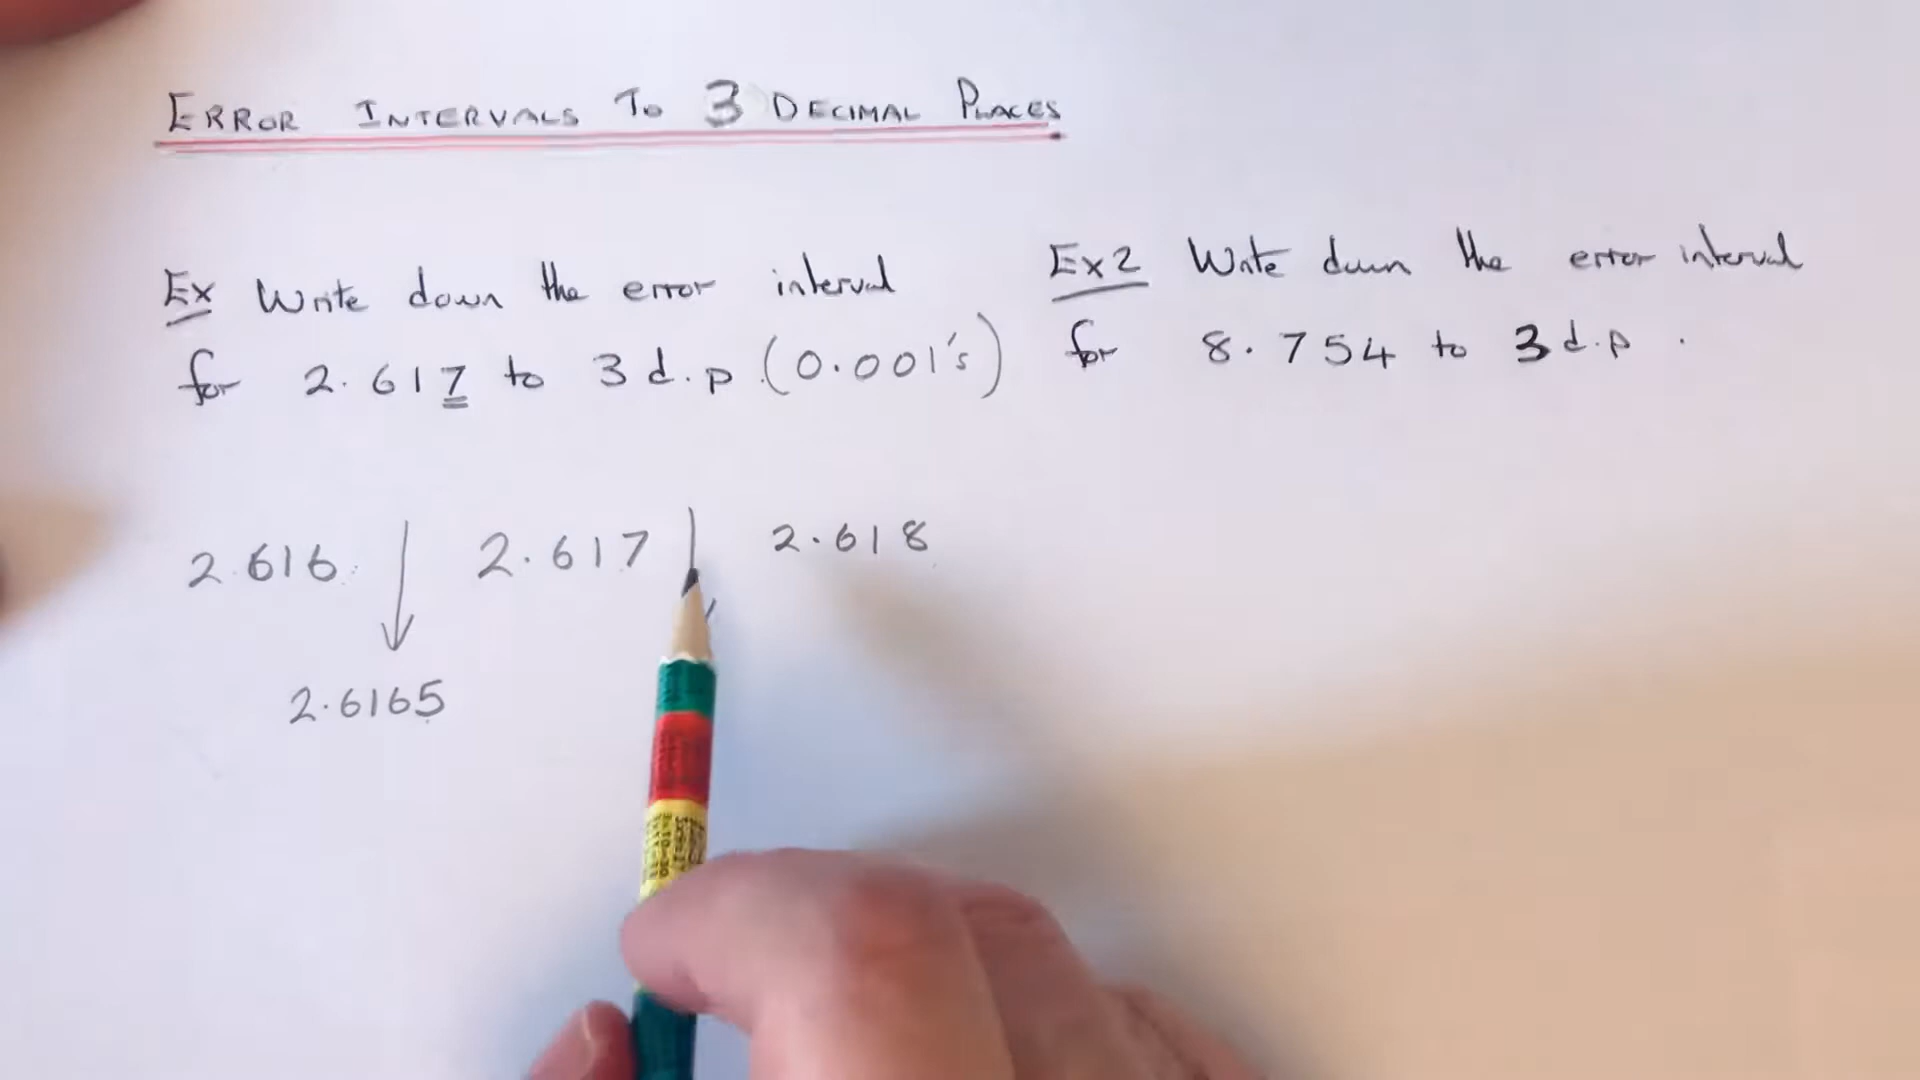 ERROR INTERVALS TO 3 DECIMAL PLACES
Ex Write down the error interval
for 2.617 to 3 d.p (0.001's)
2.616 2.617 2.618
2.6165
Ex2 Write down the error interval
for 8.754 to 3 d.p.